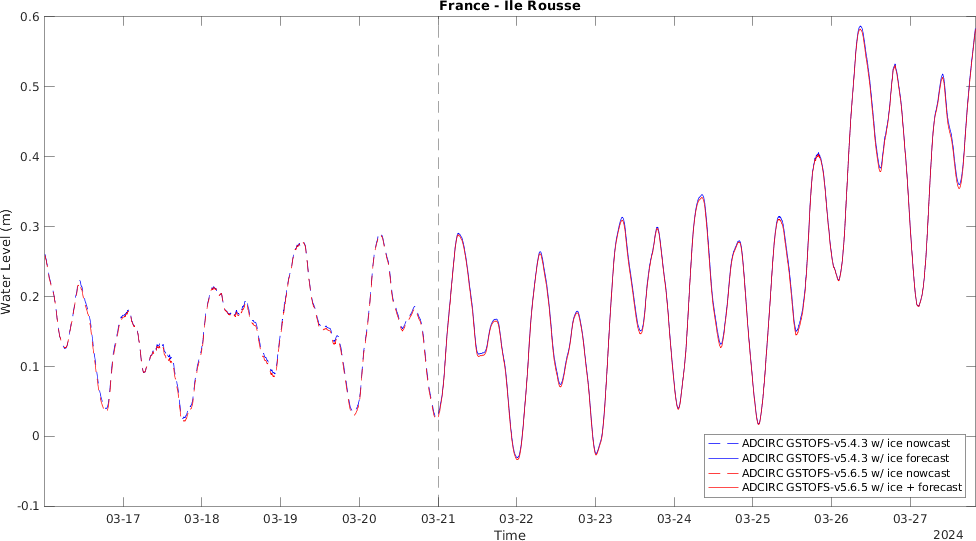 France - Ile Rousse
0.6
0.5
0.4
0.3
0.2
0.1
0
-0.1
Water Level (m)
03-17 03-18 03-19 03-20 03-21 03-22 03-23 03-24 03-25 03-26 03-27
Time
2024
ADCIRC GSTOFS-v5.4.3 w/ ice nowcast
ADCIRC GSTOFS-v5.4.3 w/ ice forecast
ADCIRC GSTOFS-v5.6.5 w/ ice nowcast
ADCIRC GSTOFS-v5.6.5 w/ ice + forecast